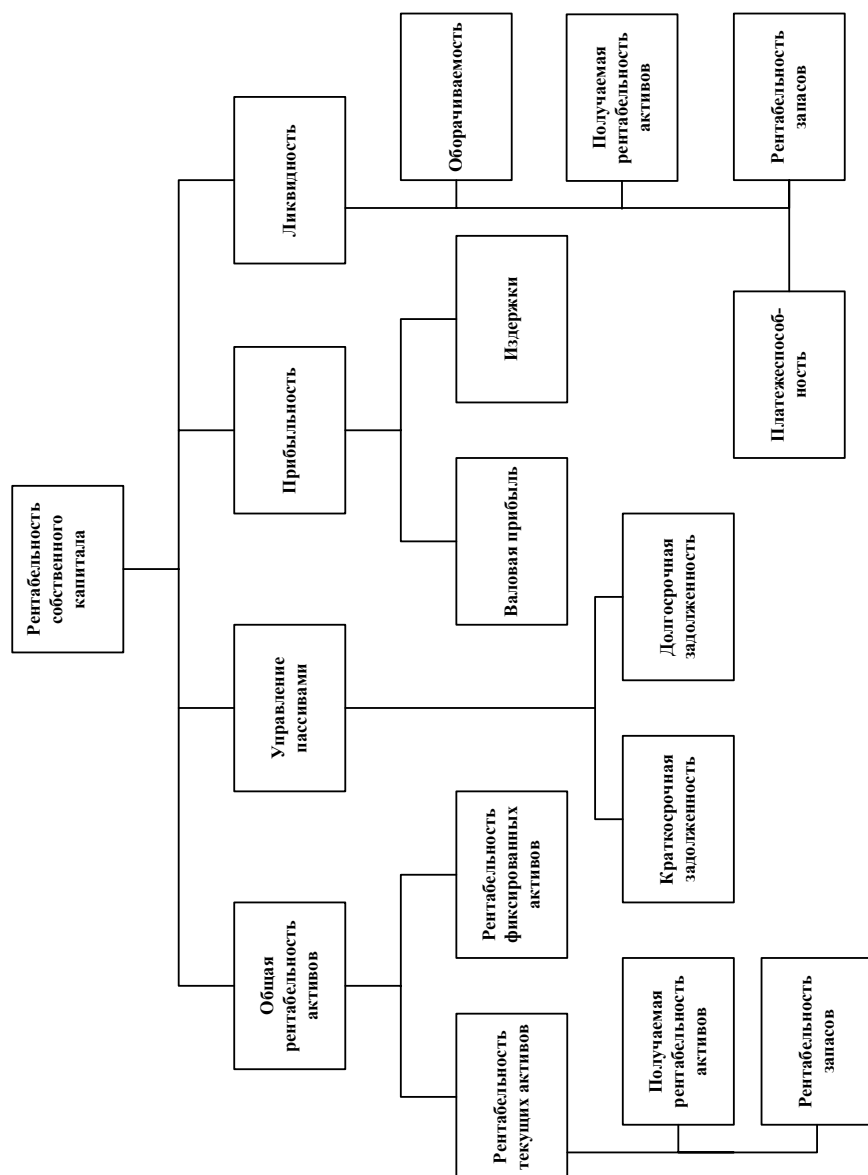 Рентабельность
собственного
капитала
Общая
рентабельность
активов
Управление
пассивами
Прибыльность
Ликвидность
Рентабельность
текущих активов
Рентабельность
фиксированных
активов
Валовая прибыль
Издержки
Оборачиваемость
Краткосрочная
задолженность
Долгосрочная
задолженность
Получаемая
рентабельность
активов
Получаемая
рентабельность
активов
Рентабельность
запасов
Платежеспособ-
ность
Рентабельность
запасов